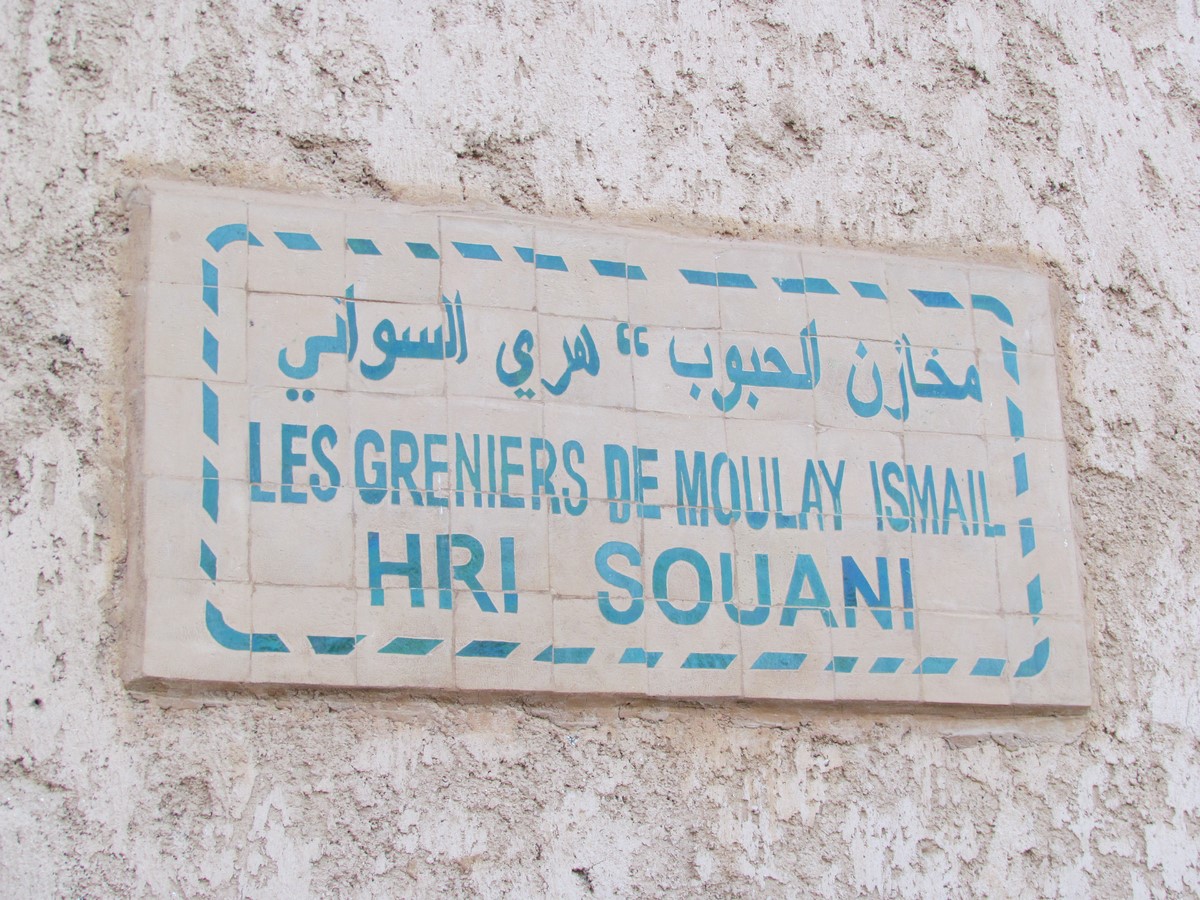 مخازن الحبوب “ هري السواني
LES GRENIERS DE MOULAY ISMAIL
HRI SOUANI